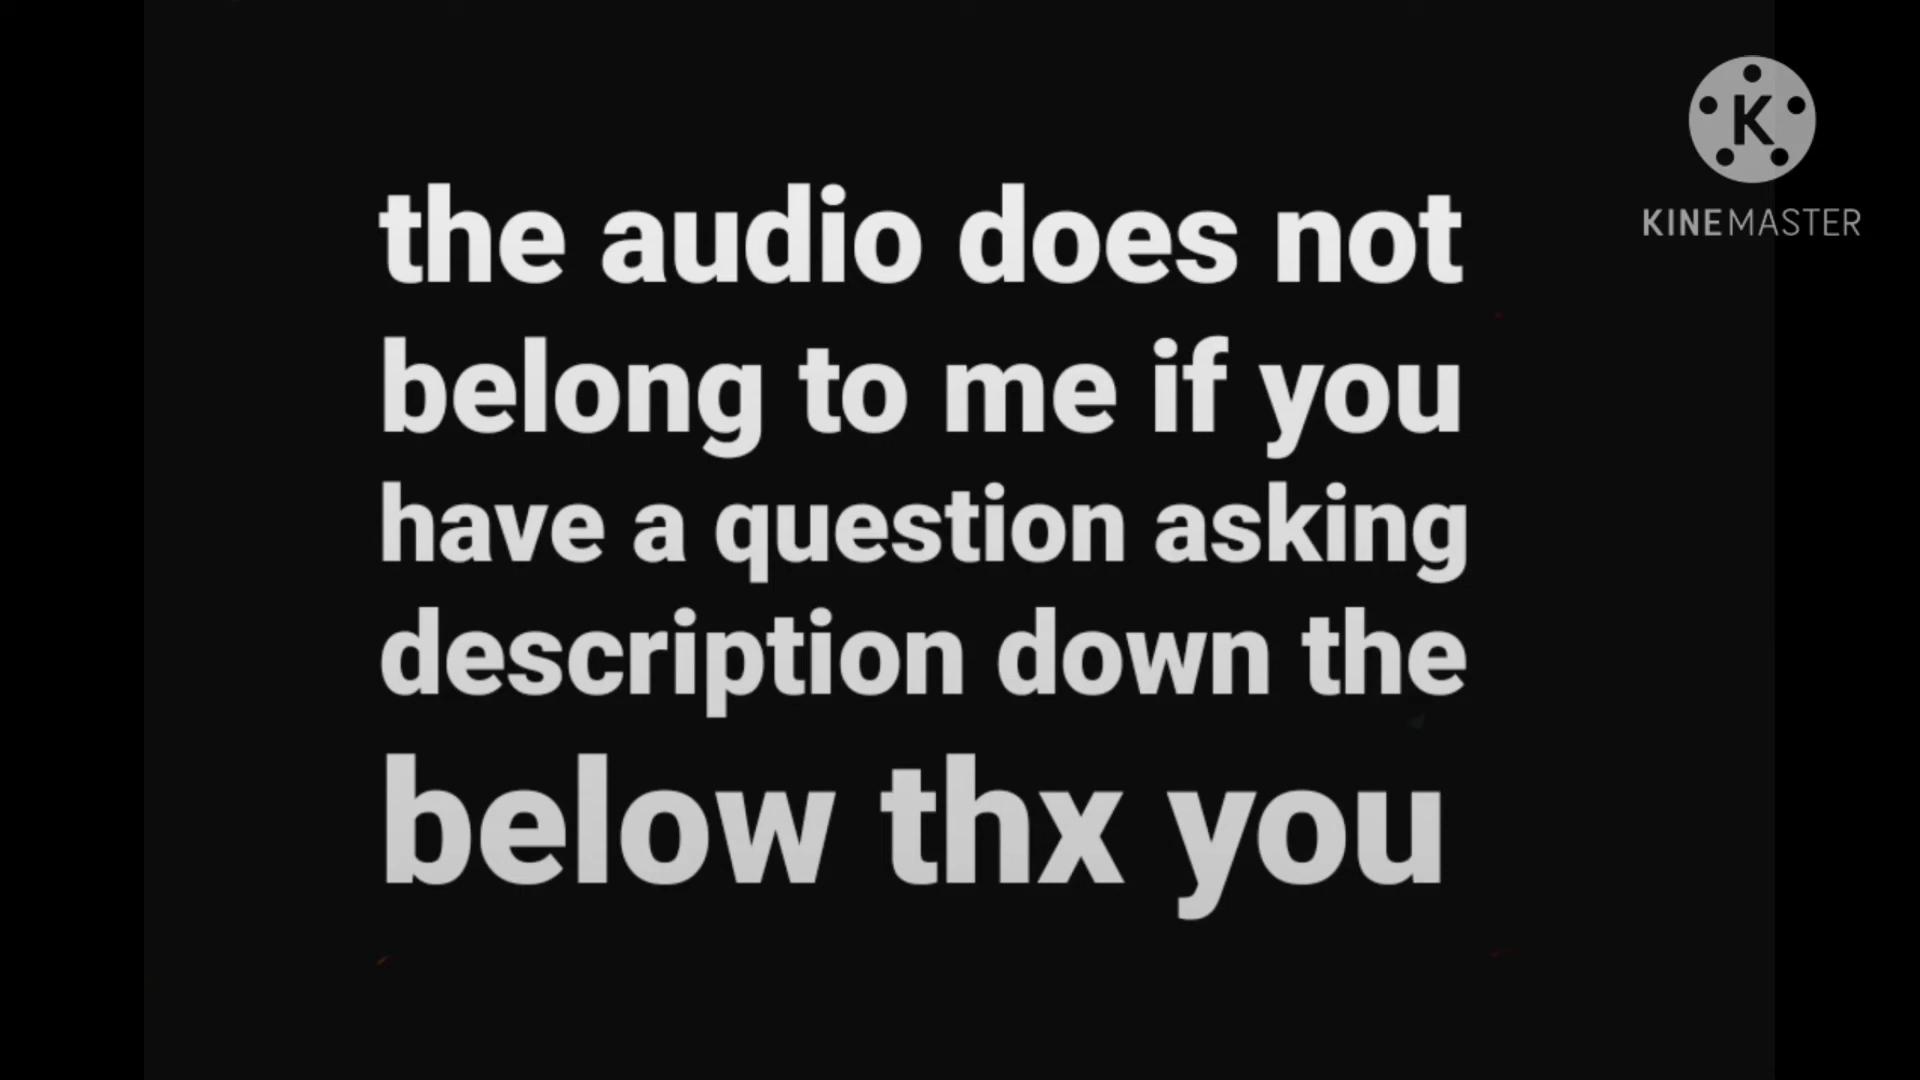 K
KINEMASTER
the audio does not
belong to me if you
have a question asking
description down the
below thx you